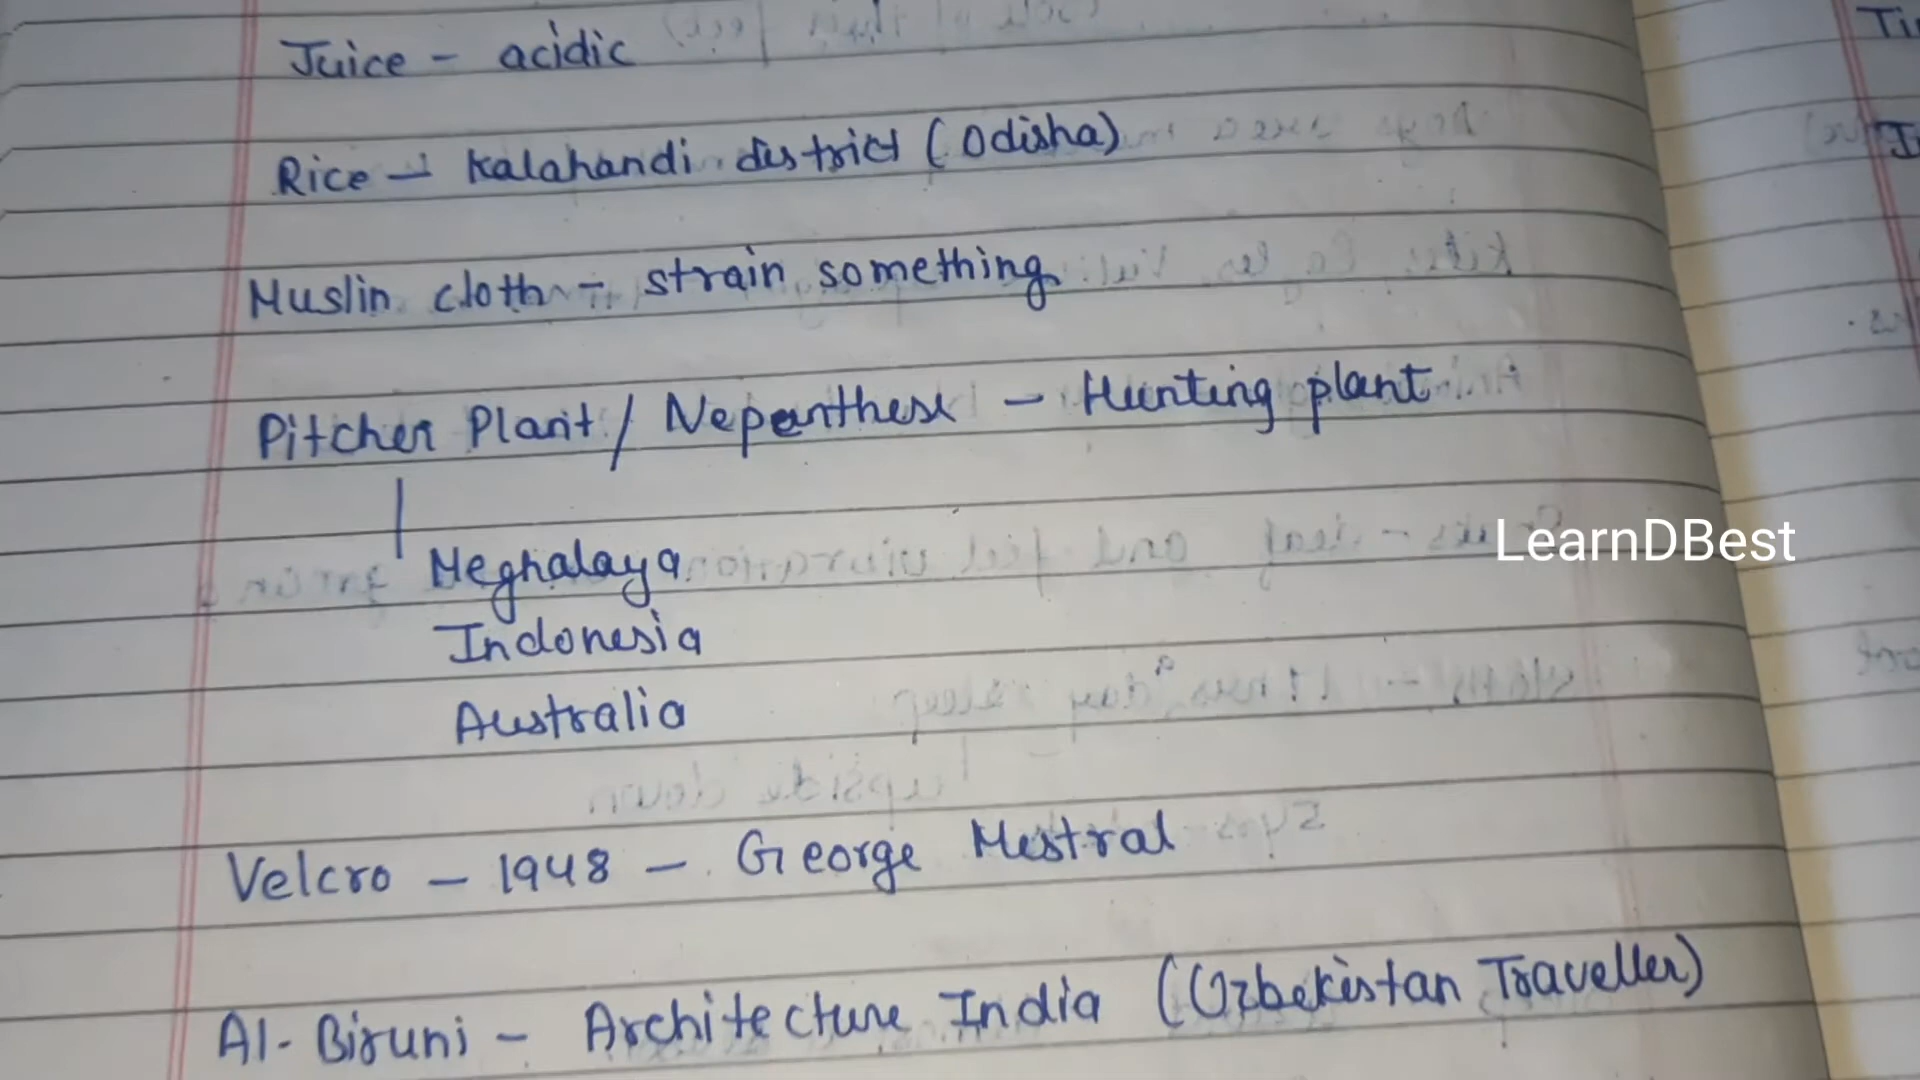 Juice - acidic
Rice - Kalahandi district (Odisha)
Muslin cloth - strain something
Pitcher Plant / Nepenthese - Hunting plant
Meghalaya
Indonesia
Australia
LearnDBest
Velcro - 1948 - George Mestral
Al-Biruni - Architecture India (Uzbekistan Traveller)